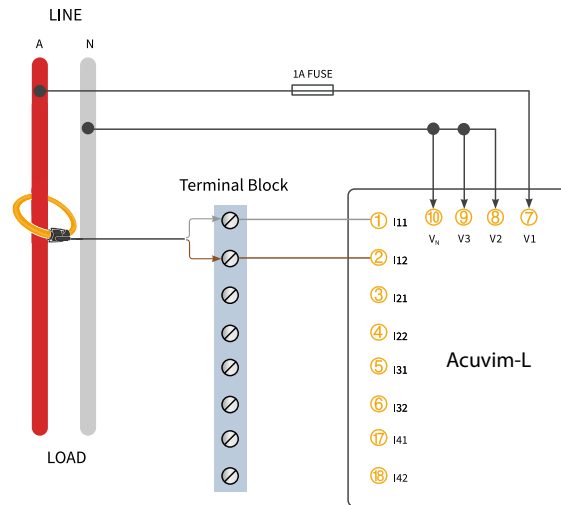 LINE
A N
1A FUSE
Terminal Block
1 I11
2 I12
3 I21
4 I22
5 I31
6 I32
17 I41
18 I42
10 9 8 7
VN V3 V2 V1
Acuvim-L
LOAD